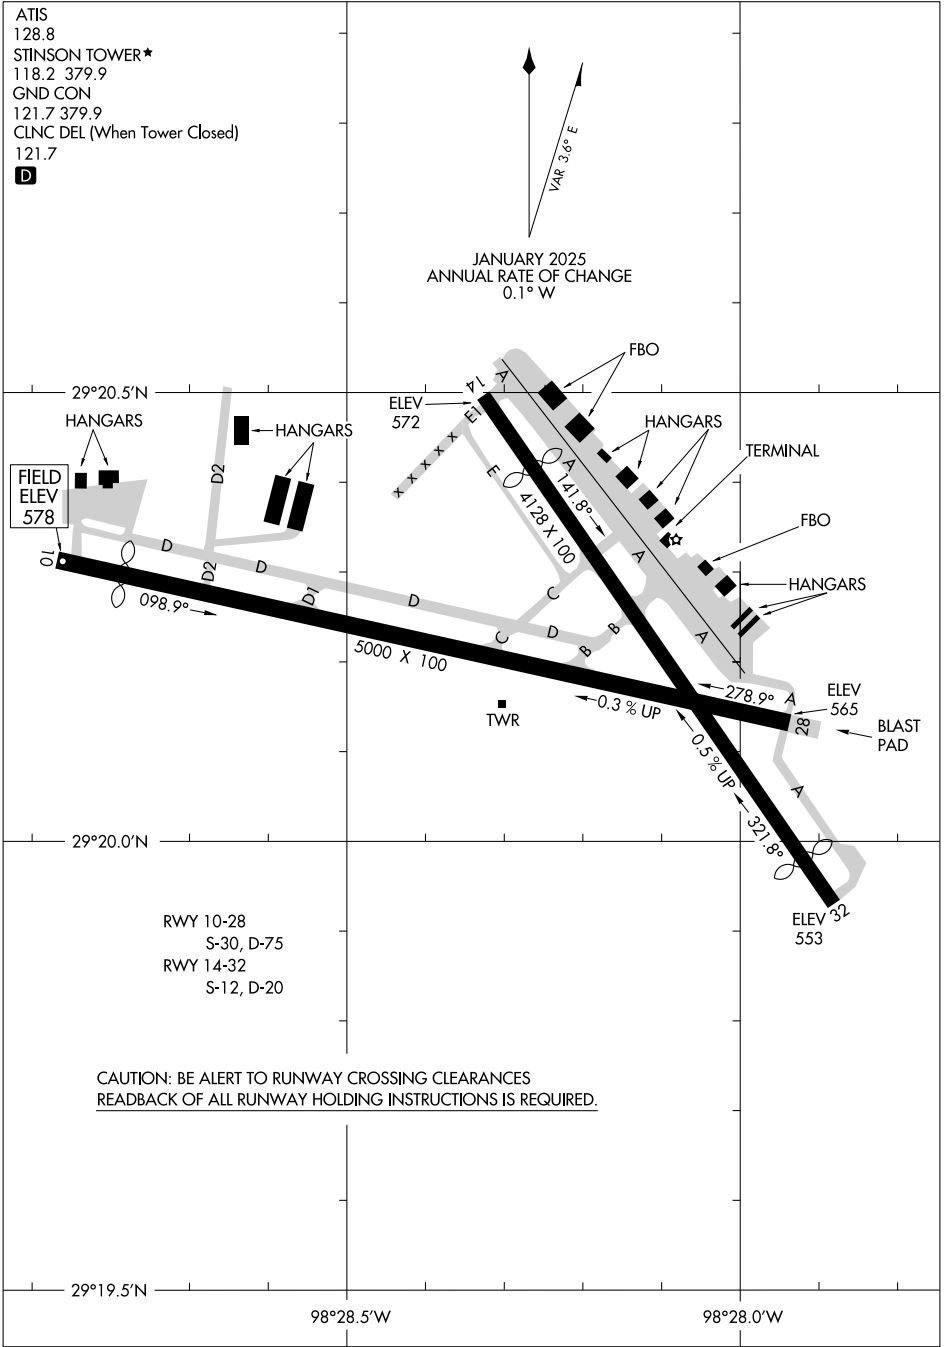 ATIS
128.8
STINSON TOWER★
118.2 379.9
GND CON
121.7 379.9
CLNC DEL (When Tower Closed)
121.7
D
VAR 3.6° E
JANUARY 2025
ANNUAL RATE OF CHANGE
0.1° W
FBO
29°20.5'N
14
A
ELEV
572
E1
HANGARS
HANGARS
HANGARS
TERMINAL
FIELD
ELEV
578
D2
E
A
141.8°
4128 X 100
FBO
10
D
D2
D
D1
D
D
098.9°
5000 X 100
C
C
B
B
A
A
HANGARS
278.9°
A
ELEV
565
28
BLAST
PAD
0.3 % UP
TWR
0.5 % UP
A
321.8°
29°20.0'N
ELEV
553
32
RWY 10-28
S-30, D-75
RWY 14-32
S-12, D-20
CAUTION: BE ALERT TO RUNWAY CROSSING CLEARANCES
READBACK OF ALL RUNWAY HOLDING INSTRUCTIONS IS REQUIRED.
29°19.5'N
98°28.5'W
98°28.0'W
x x x x x